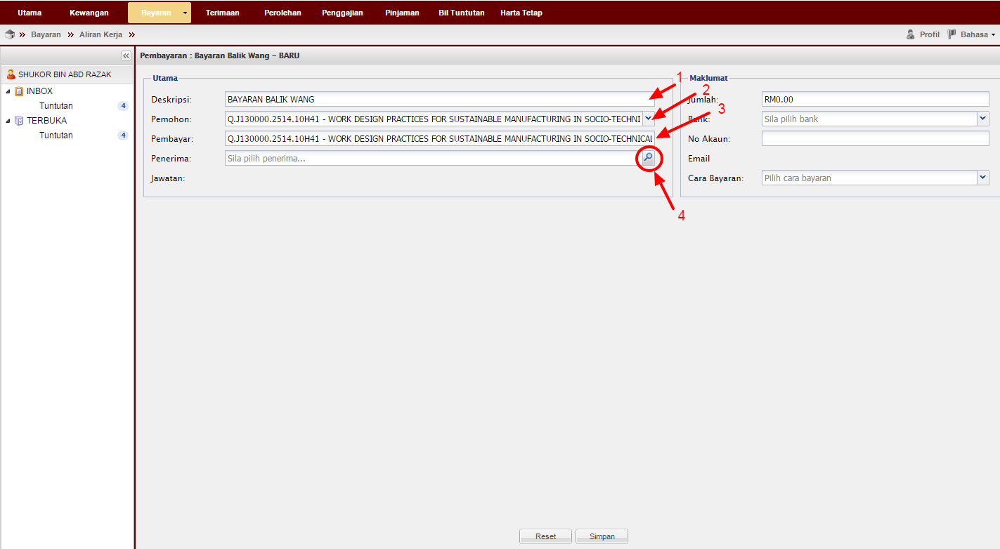 Utama Kewangan Bayaran Terimaan Perolehan Penggajian Pinjaman Bil Tuntutan Harta Tetap
Bayaran Aliran Kerja Profil Bahasa
Pembayaran : Bayaran Balik Wang – BARU
SHUKOR BIN ABD RAZAK
INBOX
Tuntutan 4
TERBUKA
Tuntutan 4
Utama
Deskripsi: BAYARAN BALIK WANG
Pemohon: Q.J130000.2514.10H41 - WORK DESIGN PRACTICES FOR SUSTAINABLE MANUFACTURING IN SOCIO-TECHNI
Pembayar: Q.J130000.2514.10H41 - WORK DESIGN PRACTICES FOR SUSTAINABLE MANUFACTURING IN SOCIO-TECHNICAL
Penerima: Sila pilih penerima...
Jawatan:
1
2
3
4
Maklumat
Jumlah: RM0.00
Bank: Sila pilih bank
No Akaun:
Email
Cara Bayaran: Pilih cara bayaran
Reset Simpan